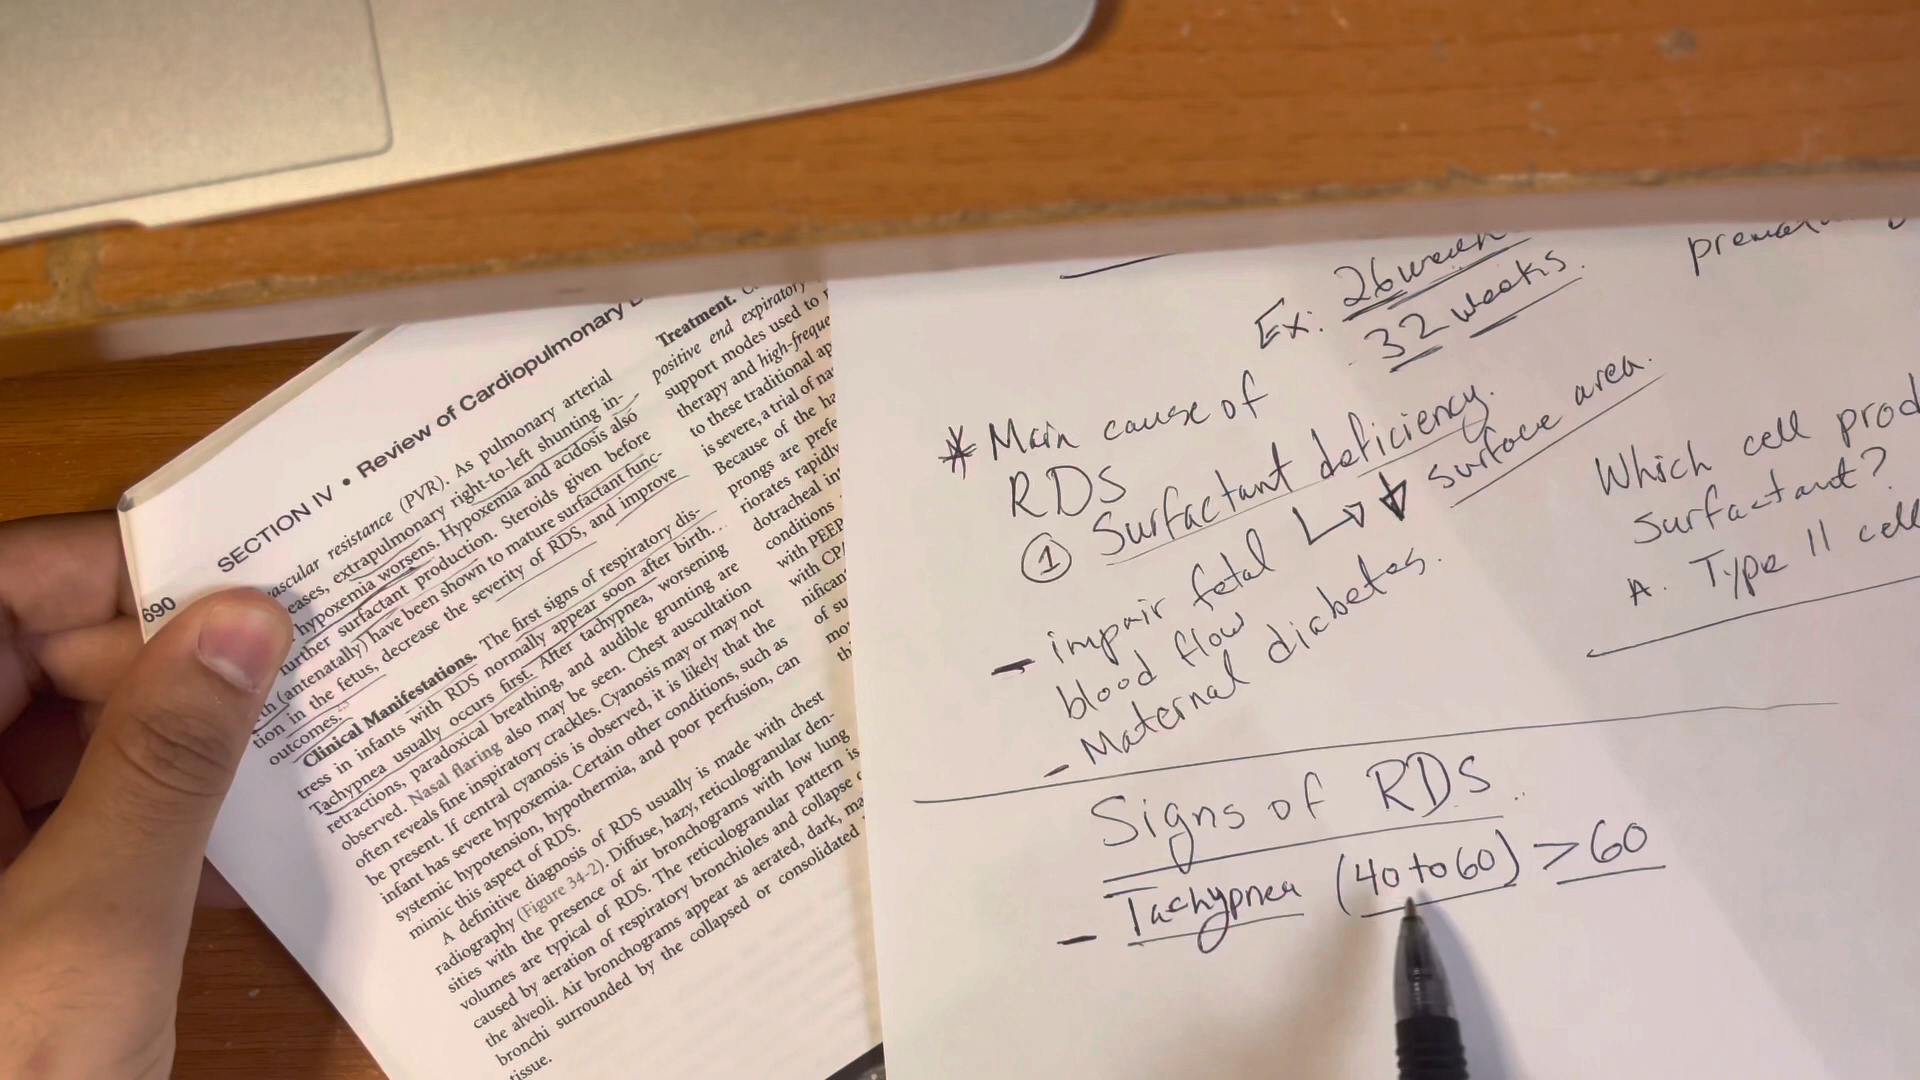 690
SECTION IV • Review of Cardiopulmonary
vascular resistance (PVR). As pulmonary arterial
eases, extrapulmonary right-to-left shunting in-
hypoxemia worsens. Hypoxemia and acidosis also
further surfactant production. Steroids given before
(antenatally) have been shown to mature surfactant func-
tion in the fetus, decrease the severity of RDS, and improve
outcomes.
Clinical Manifestations. The first signs of respiratory dis-
tress in infants with RDS normally appear soon after birth.
Tachypnea usually occurs first. After tachypnea, worsening
retractions, paradoxical breathing, and audible grunting are
observed. Nasal flaring also may be seen. Chest auscultation
often reveals fine inspiratory crackles. Cyanosis may or may not
be present. If central cyanosis is observed, it is likely that the
infant has severe hypoxemia. Certain other conditions, such as
systemic hypotension, hypothermia, and poor perfusion, can
mimic this aspect of RDS.
A definitive diagnosis of RDS usually is made with chest
radiography (Figure 34-2). Diffuse, hazy, reticulogranular den-
sities with the presence of air bronchograms with low lung
volumes are typical of RDS. The reticulogranular pattern is
caused by aeration of respiratory bronchioles and collapse
the alveoli. Air bronchograms appear as aerated, dark,
bronchi surrounded by the collapsed or consolidated
tissue.
Treatment.
positive end expiratory
support modes used to
therapy and high-freque
to these traditional ap
is severe, a trial of na
Because of the ha
prongs are prefe
riorates rapidly
dotracheal in
conditions
with PEEP
with CPA
nifican
of su
mo
th
Ex: 26 week
32 weeks.
* Main cause of
RDS
① Surfactant deficiency.
↳ ↓ surface area.
- impair fetal
blood flow
- Maternal diabetes.
Which cell prod
Surfactant?
A. Type II cell
Signs of RDS
- Tachypnea (40 to 60) > 60